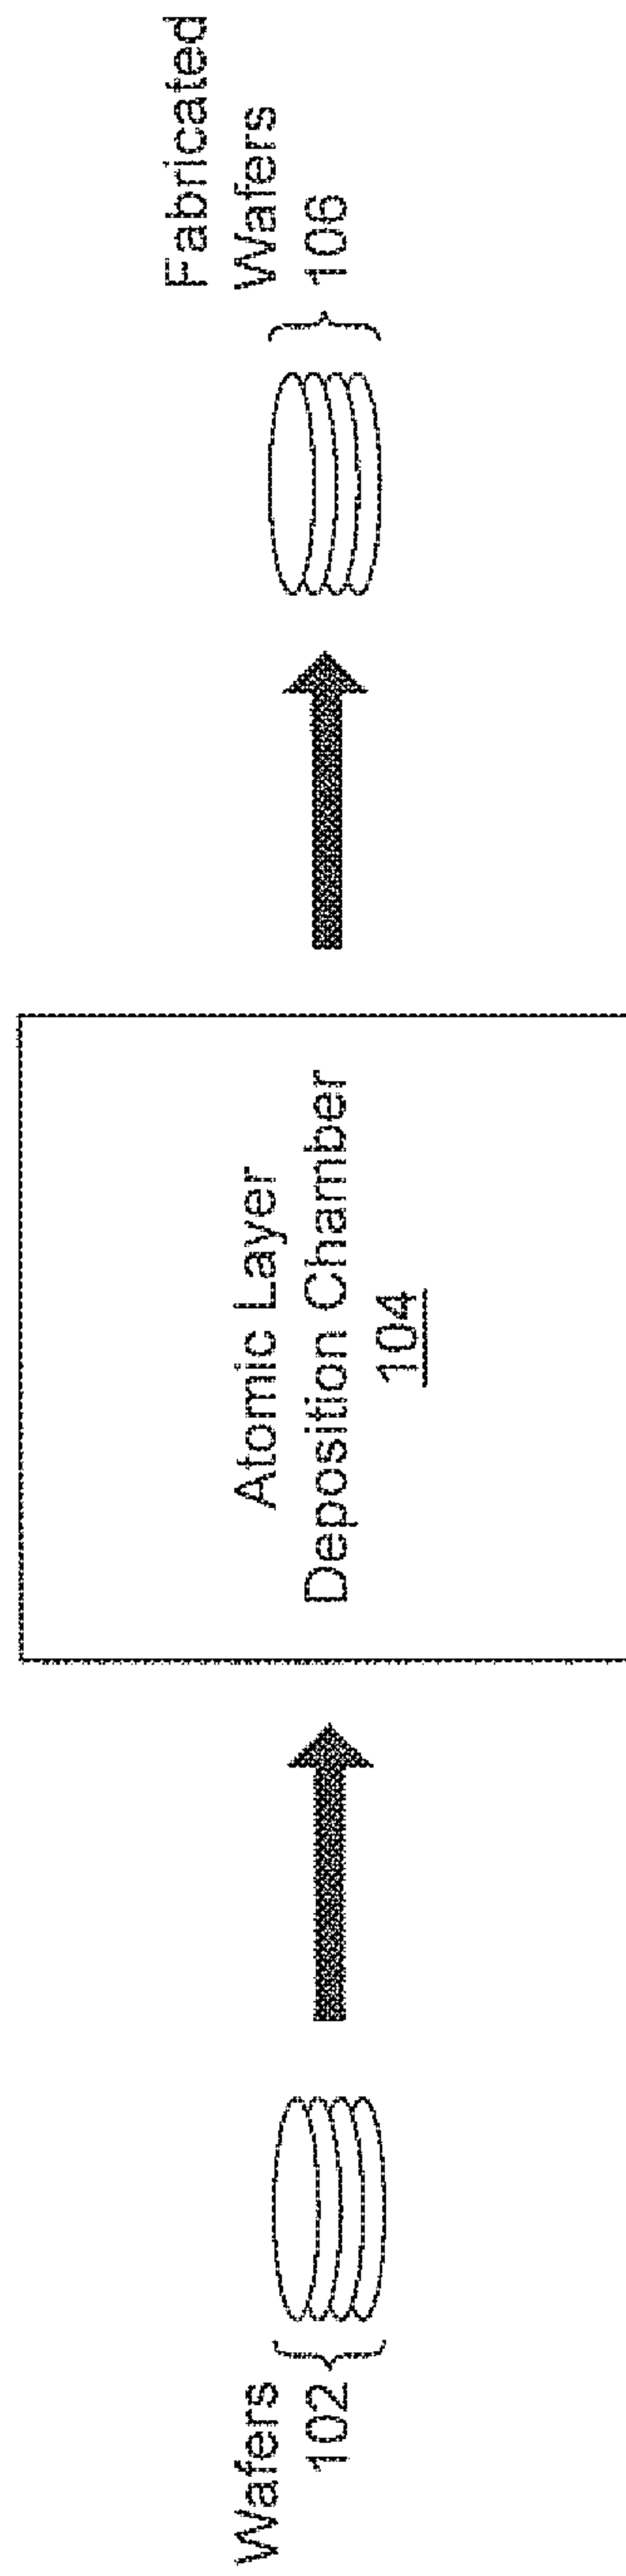 Wafers
102
Atomic Layer
Deposition Chamber
104
Fabricated
Wafers
106